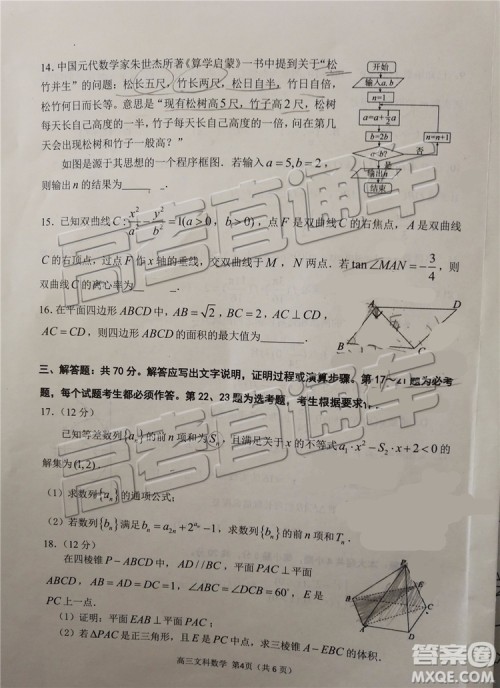 14.中国元代数学家朱世杰所著《算学启蒙》一书中提到关于“松
竹并生”的问题：松长五尺，竹长两尺，松日自半，竹日自倍，
松竹何日而长等。意思是“现有松树高5尺，竹子高2尺，松树
每天长自己高度的一半，竹子每天长自己高度的一倍，问在第几
天会出现松树和竹子一般高？”
如图是源于其思想的一个程序框图．若输入a=5,b=2，
则输出n的结果为______．
开始
输入a,b
n=1
a=a+1/2a
b=2b
n=n+1
a<b?
否
是
输出n
结束
15．已知双曲线C:x²/a²-y²/b²=1(a>0，b>0)，点F是双曲线C的右焦点，A是双曲线
C的右顶点，过点F作x轴的垂线，交双曲线于M，N两点．若tan∠MAN=-3/4，则
双曲线C的离心率为______．
16．在平面四边形ABCD中，AB=√2,BC=2，AC⊥CD，
AC=CD，则四边形ABCD的面积的最大值为______．
A
D
B
C
三、解答题：共70分．解答应写出文字说明，证明过程或演算步骤．第17~21题为必考
题，每个试题考生都必须作答．第22、23题为选考题，考生根据要求
17．(12分)
已知等差数列{aₙ}的前n项和为Sₙ，且满足关于x的不等式a₁·x²-S₂·x+2<0的
解集为(1,2)．
(1) 求数列{aₙ}的通项公式；
(2) 若数列{bₙ}满足bₙ=a₂ₙ+2^(aₙ)-1，求数列{bₙ}的前n项和Tₙ．
18．(12分)
在四棱锥P-ABCD中，AD//BC，平面PAC⊥平面
ABCD，AB=AD=DC=1，∠ABC=∠DCB=60°，E是
PC上一点．
(1) 证明：平面EAB⊥平面PAC；
(2) 若ΔPAC是正三角形，且E是PC中点，求三棱锥A-EBC的体积．
P
E
高三文科数学 第4页（共6页）
高考直通车
高考直通车
答案圈